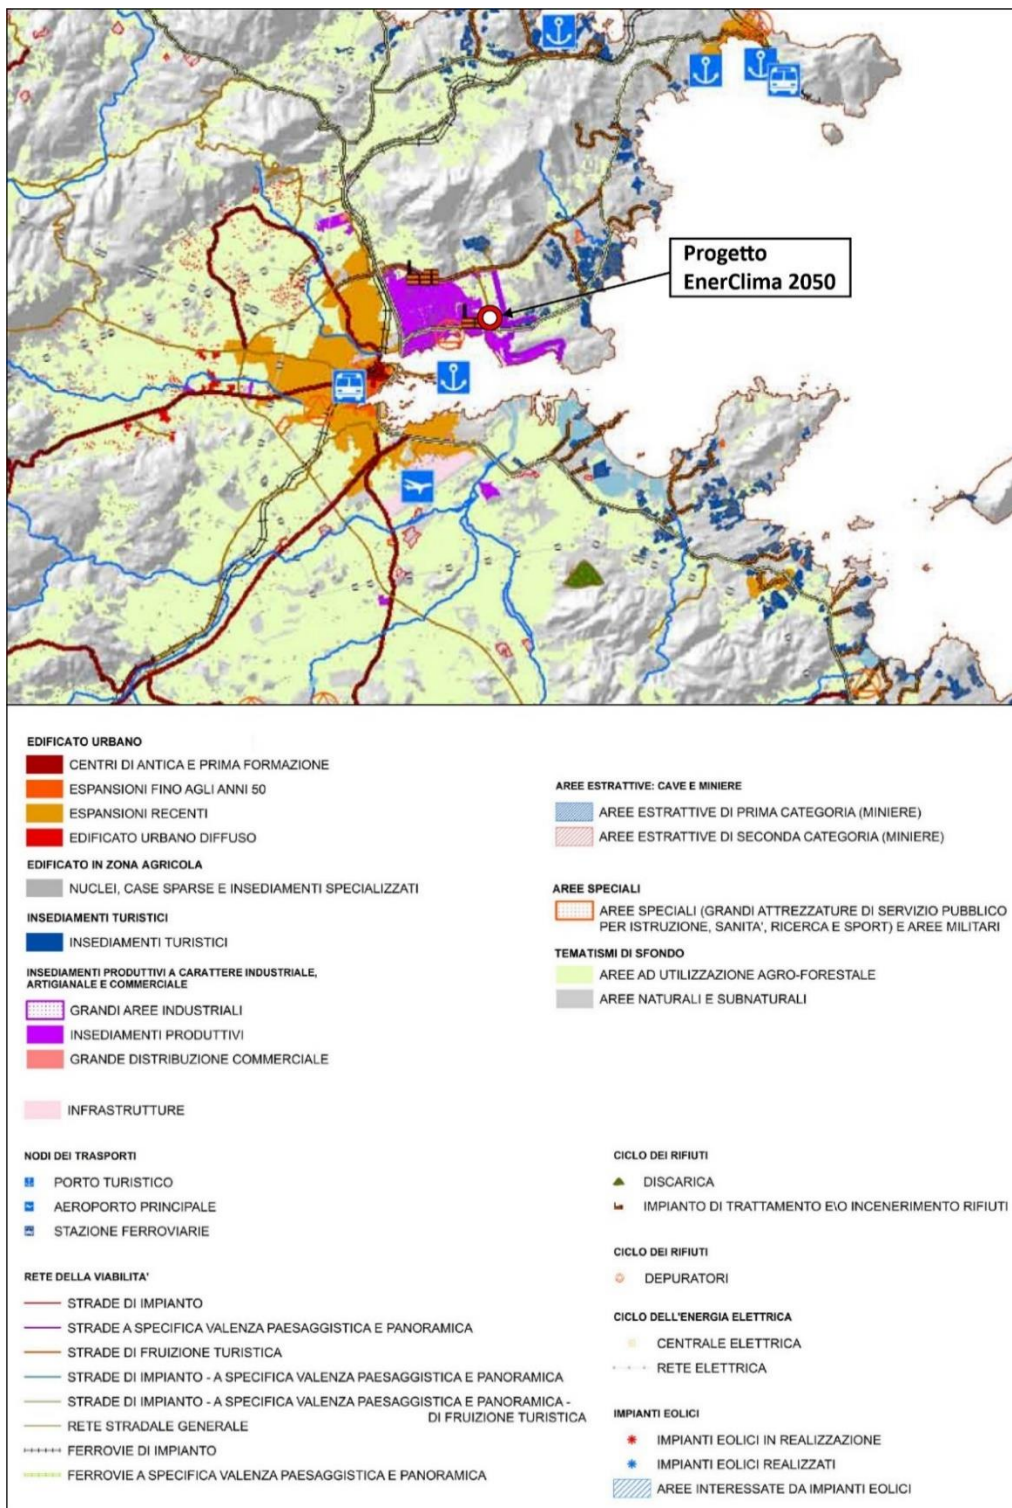 Progetto
EnerClima 2050
EDIFICATO URBANO
CENTRI DI ANTICA E PRIMA FORMAZIONE
ESPANSIONI FINO AGLI ANNI 50
ESPANSIONI RECENTI
EDIFICATO URBANO DIFFUSO
EDIFICATO IN ZONA AGRICOLA
NUCLEI, CASE SPARSE E INSEDIAMENTI SPECIALIZZATI
INSEDIAMENTI TURISTICI
INSEDIAMENTI TURISTICI
INSEDIAMENTI PRODUTTIVI A CARATTERE INDUSTRIALE,
ARTIGIANALE E COMMERCIALE
GRANDI AREE INDUSTRIALI
INSEDIAMENTI PRODUTTIVI
GRANDE DISTRIBUZIONE COMMERCIALE
INFRASTRUTTURE
NODI DEI TRASPORTI
PORTO TURISTICO
AEROPORTO PRINCIPALE
STAZIONE FERROVIARIE
RETE DELLA VIABILITA'
STRADE DI IMPIANTO
STRADE A SPECIFICA VALENZA PAESAGGISTICA E PANORAMICA
STRADE DI FRUIZIONE TURISTICA
STRADE DI IMPIANTO - A SPECIFICA VALENZA PAESAGGISTICA E PANORAMICA
STRADE DI IMPIANTO - A SPECIFICA VALENZA PAESAGGISTICA E PANORAMICA -
DI FRUIZIONE TURISTICA
RETE STRADALE GENERALE
FERROVIE DI IMPIANTO
FERROVIE A SPECIFICA VALENZA PAESAGGISTICA E PANORAMICA
AREE ESTRATTIVE: CAVE E MINIERE
AREE ESTRATTIVE DI PRIMA CATEGORIA (MINIERE)
AREE ESTRATTIVE DI SECONDA CATEGORIA (MINIERE)
AREE SPECIALI
AREE SPECIALI (GRANDI ATTREZZATURE DI SERVIZIO PUBBLICO
PER ISTRUZIONE, SANITA', RICERCA E SPORT) E AREE MILITARI
TEMATISMI DI SFONDO
AREE AD UTILIZZAZIONE AGRO-FORESTALE
AREE NATURALI E SUBNATURALI
CICLO DEI RIFIUTI
DISCARICA
IMPIANTO DI TRATTAMENTO E\O INCENERIMENTO RIFIUTI
CICLO DEI RIFIUTI
DEPURATORI
CICLO DELL'ENERGIA ELETTRICA
CENTRALE ELETTRICA
RETE ELETTRICA
IMPIANTI EOLICI
IMPIANTI EOLICI IN REALIZZAZIONE
IMPIANTI EOLICI REALIZZATI
AREE INTERESSATE DA IMPIANTI EOLICI